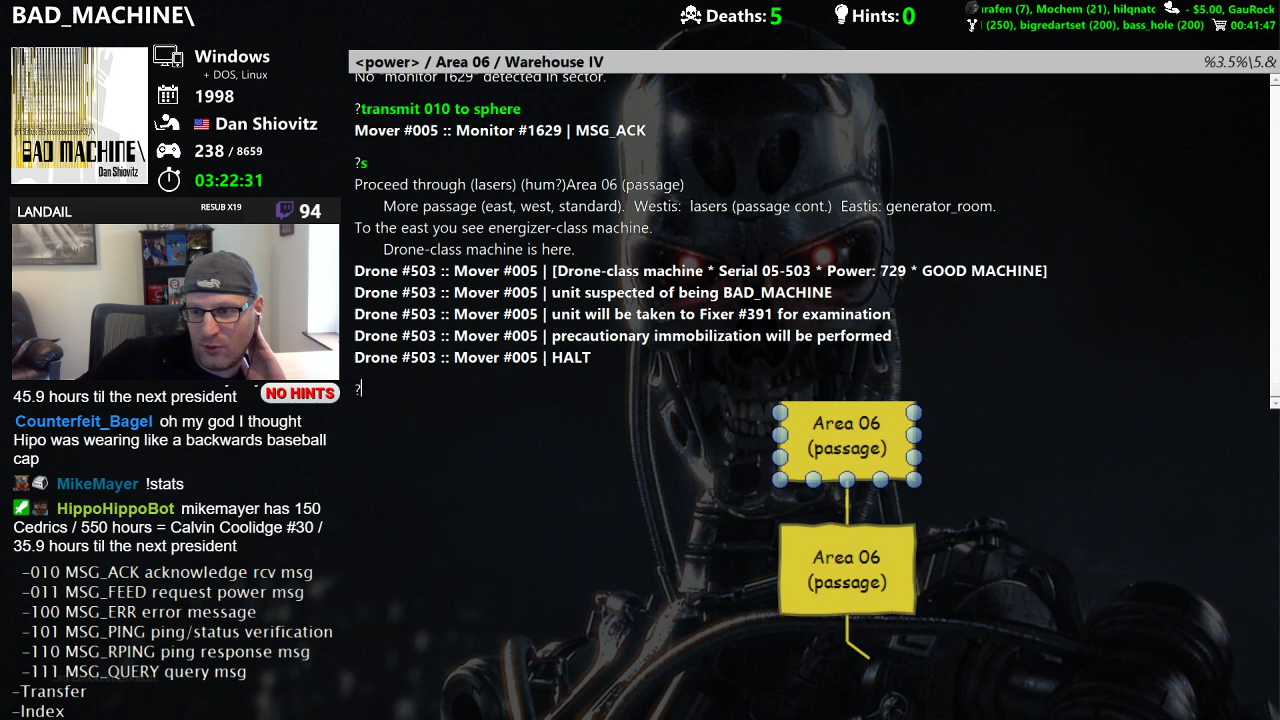 BAD_MACHINE\
Deaths: 5
Hints: 0
rafen (7), Mochem (21), hilqnatc
- $5.00, GauRock
(250), bigredartset (200), bass_hole (200)
00:41:47
Windows
+ DOS, Linux
1998
Dan Shiovitz
238 / 8659
03:22:31
BAD MACHINE\
Dan Shiovitz
LANDAIL
RESUB X19
94
<power> / Area 06 / Warehouse IV
%3.5%\5.8
No "monitor 1629" detected in sector.
?transmit 010 to sphere
Mover #005 :: Monitor #1629 | MSG_ACK
?s
Proceed through (lasers) (hum?)Area 06 (passage)
More passage (east, west, standard). Westis: lasers (passage cont.) Eastis: generator_room.
To the east you see energizer-class machine.
Drone-class machine is here.
Drone #503 :: Mover #005 | [Drone-class machine * Serial 05-503 * Power: 729 * GOOD MACHINE]
Drone #503 :: Mover #005 | unit suspected of being BAD_MACHINE
Drone #503 :: Mover #005 | unit will be taken to Fixer #391 for examination
Drone #503 :: Mover #005 | precautionary immobilization will be performed
Drone #503 :: Mover #005 | HALT
?
Area 06
(passage)
Area 06
(passage)
NO HINTS
45.9 hours til the next president
Counterfeit_Bagel oh my god I thought
Hipo was wearing like a backwards baseball
cap
MikeMayer !stats
HippoHippoBot mikemayer has 150
Cedrics / 550 hours = Calvin Coolidge #30 /
35.9 hours til the next president
-010 MSG_ACK acknowledge rcv msg
-011 MSG_FEED request power msg
-100 MSG_ERR error message
-101 MSG_PING ping/status verification
-110 MSG_RPING ping response msg
-111 MSG_QUERY query msg
-Transfer
-Index